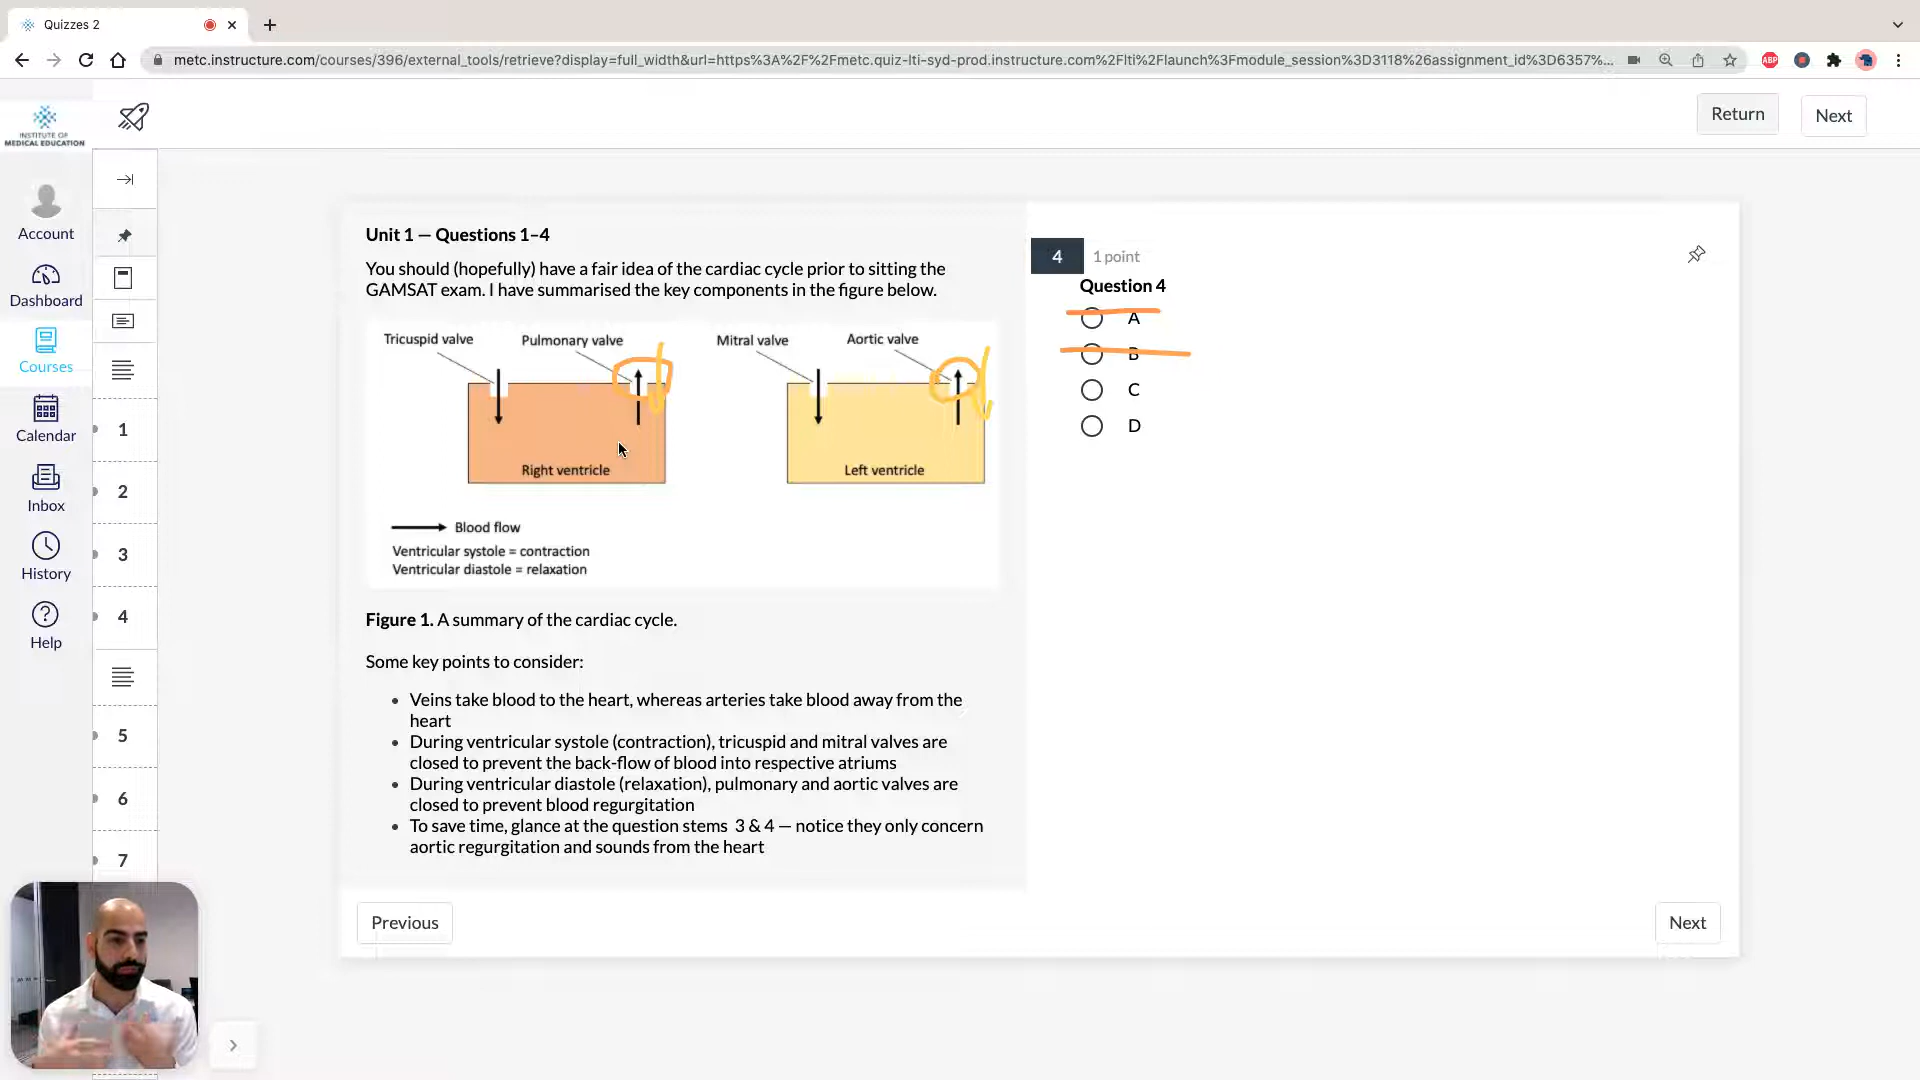 Quizzes 2
metc.instructure.com/courses/396/external_tools/retrieve?display=full_width&url=https%3A%2F%2Fmetc.quiz-lti-syd-prod.instructure.com%2Flti%2Flaunch%3Fmodule_session%3D3118%26assignment_id%3D6357%...
ABP
INSTITUTE OF
MEDICAL EDUCATION
Return
Next
Account
Dashboard
Courses
Calendar
Inbox
History
Help
1
2
3
4
5
6
7
Unit 1 — Questions 1–4
You should (hopefully) have a fair idea of the cardiac cycle prior to sitting the
GAMSAT exam. I have summarised the key components in the figure below.
Tricuspid valve
Pulmonary valve
Mitral valve
Aortic valve
Right ventricle
Left ventricle
Blood flow
Ventricular systole = contraction
Ventricular diastole = relaxation
Figure 1. A summary of the cardiac cycle.
Some key points to consider:
• Veins take blood to the heart, whereas arteries take blood away from the
heart
• During ventricular systole (contraction), tricuspid and mitral valves are
closed to prevent the back-flow of blood into respective atriums
• During ventricular diastole (relaxation), pulmonary and aortic valves are
closed to prevent blood regurgitation
• To save time, glance at the question stems 3 & 4 — notice they only concern
aortic regurgitation and sounds from the heart
4
1 point
Question 4
A
B
C
D
Previous
Next